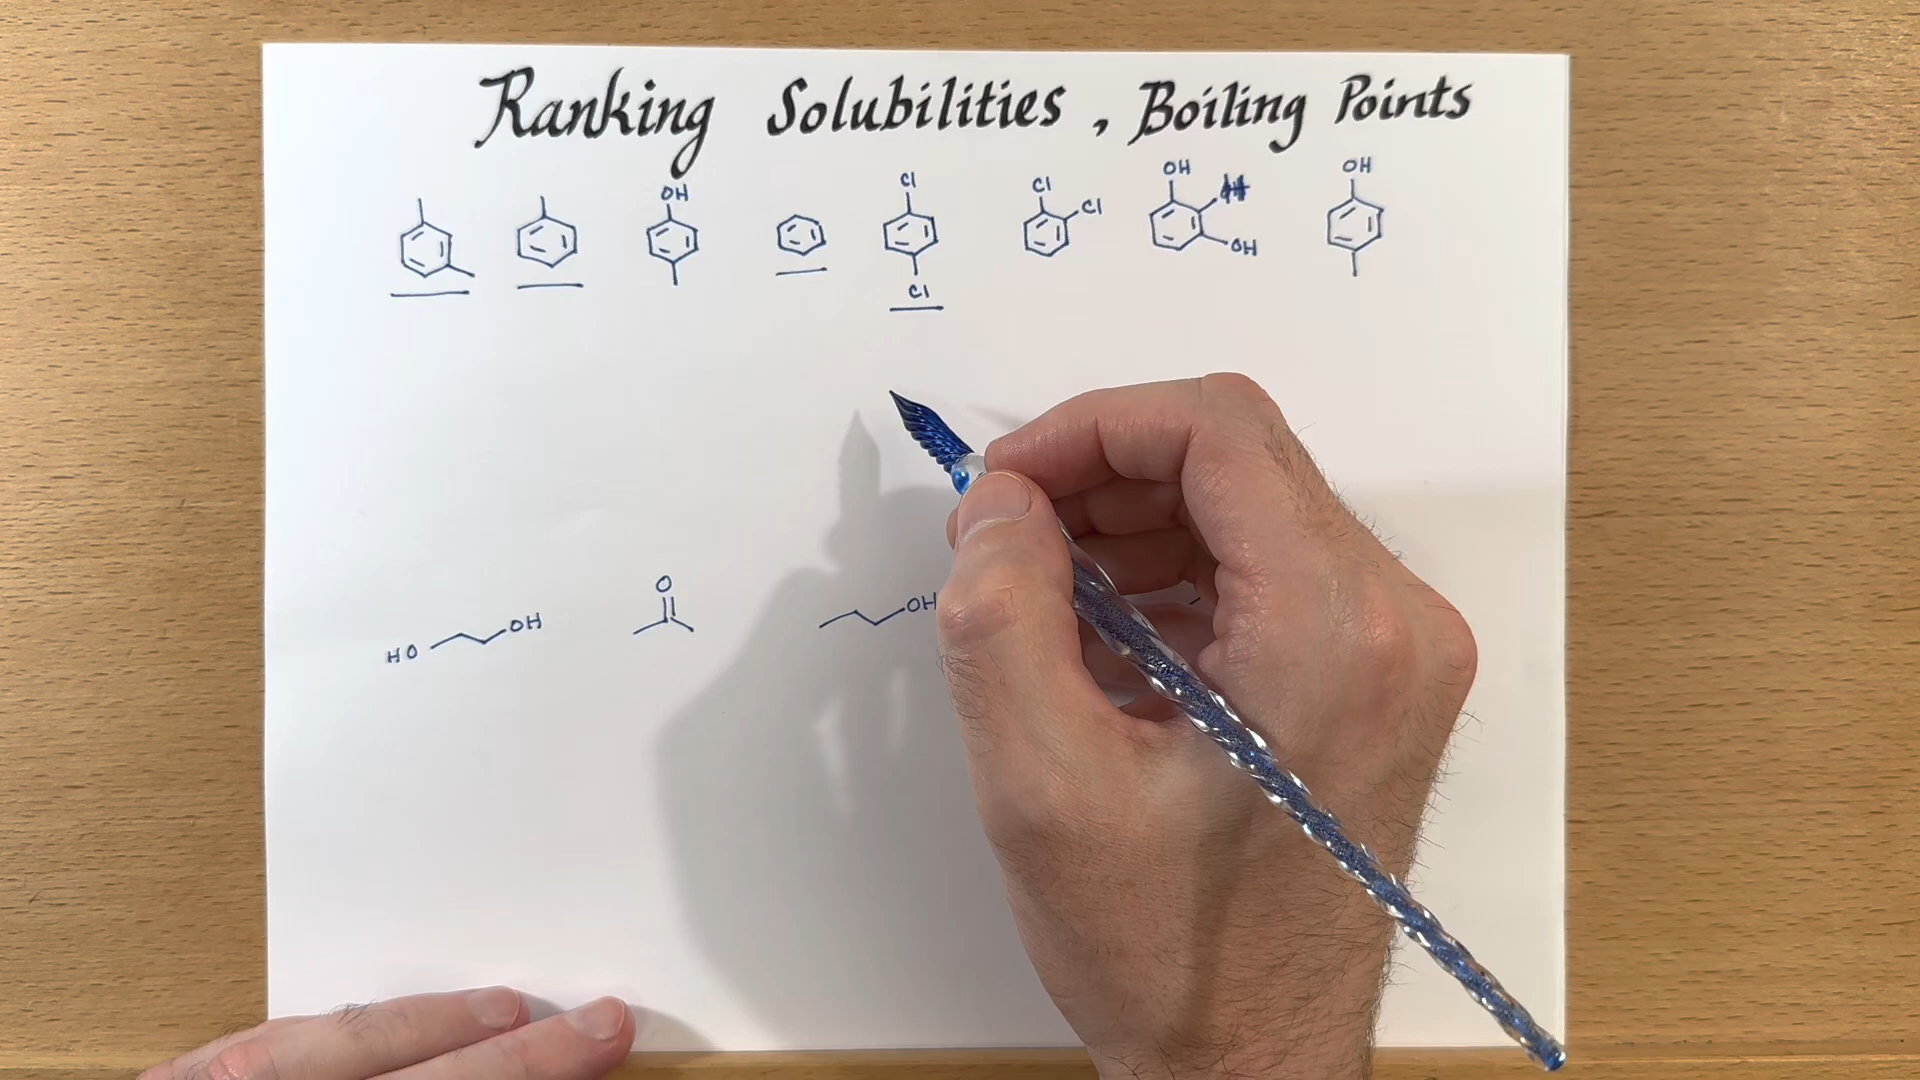 Ranking Solubilities, Boiling Points
OH Cl Cl Cl OH OH OH
Cl
HO OH O OH